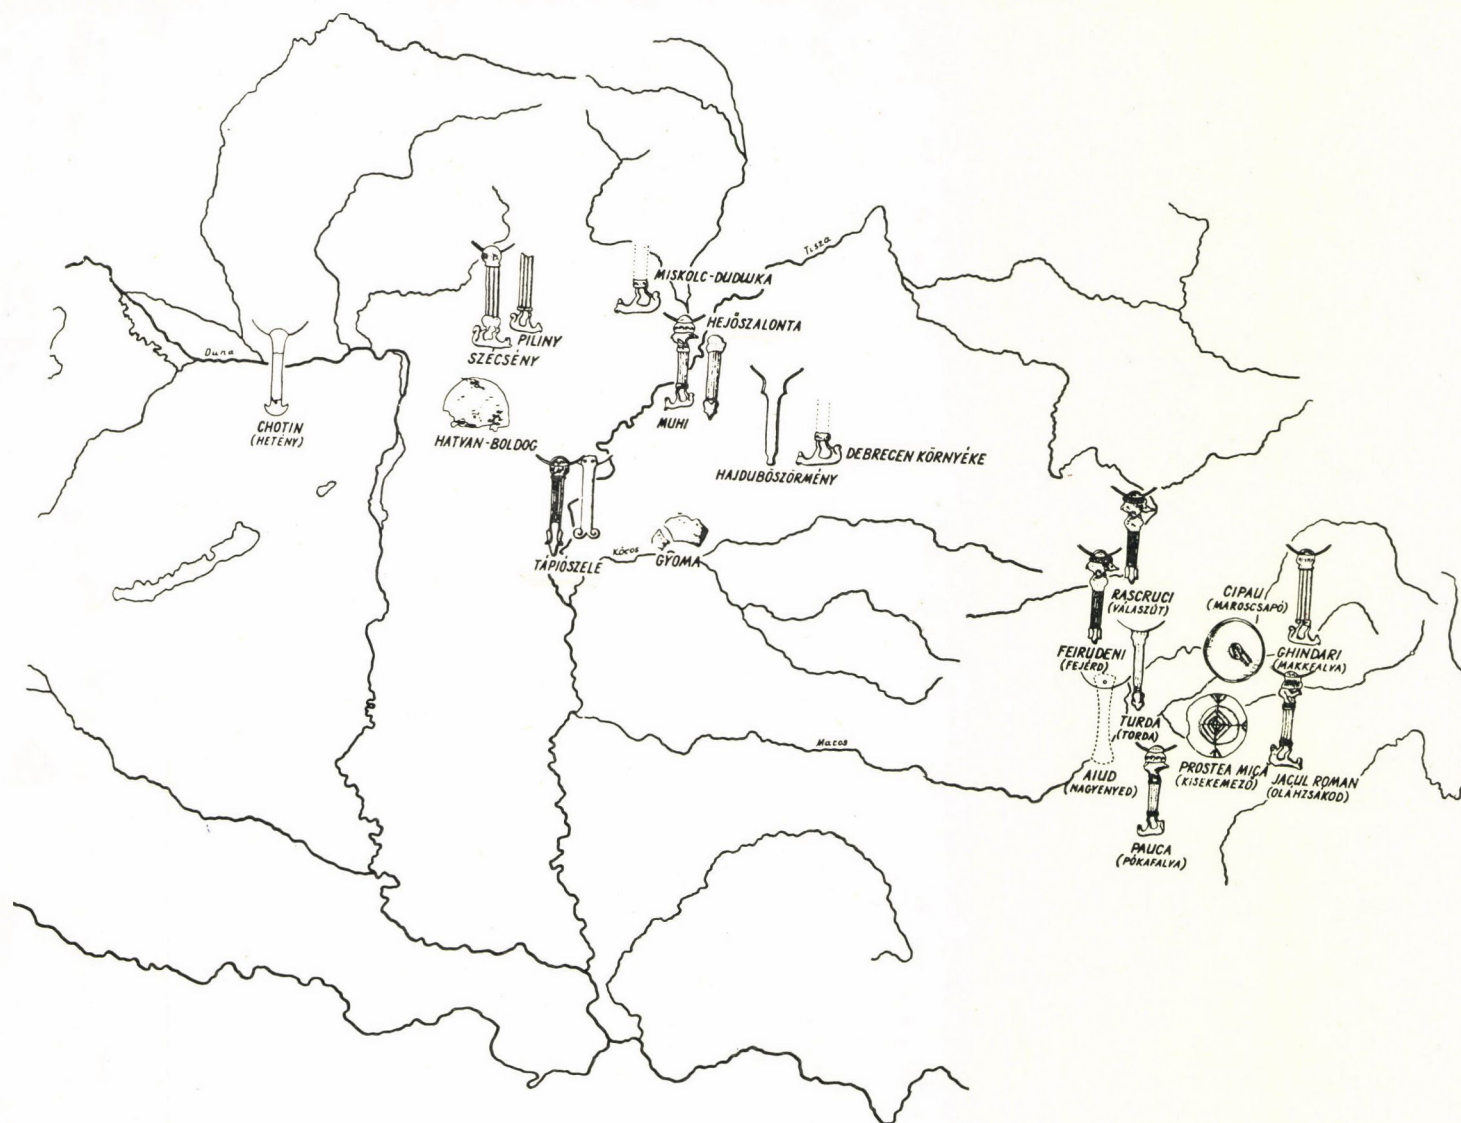 Tisza
MISKOLC-DUDUJKA
HEJŐSZALONTA
PILINY
SZÉCSÉNY
Duna
MUHI
CHOTIN
(HETÉNY)
HATVAN-BOLDOG
DEBRECEN KÖRNYÉKE
HAJDUBÖSZÖRMÉNY
Körös
GYOMA
TÁPIÓSZELE
RASCRUCI
(VÁLASZÚT)
CIPAU
(MAROSCSAPÓ)
FEIRUDENI
(FEJÉRD)
GHINDARI
(MAKKFALVA)
TURDA
(TORDA)
Maros
AIUD
(NAGYENYED)
PROSTEA MICA
(KISEKEMEZŐ)
JACUL ROMAN
(OLÁHZSÁKOD)
PAUCA
(PÓKAFALVA)